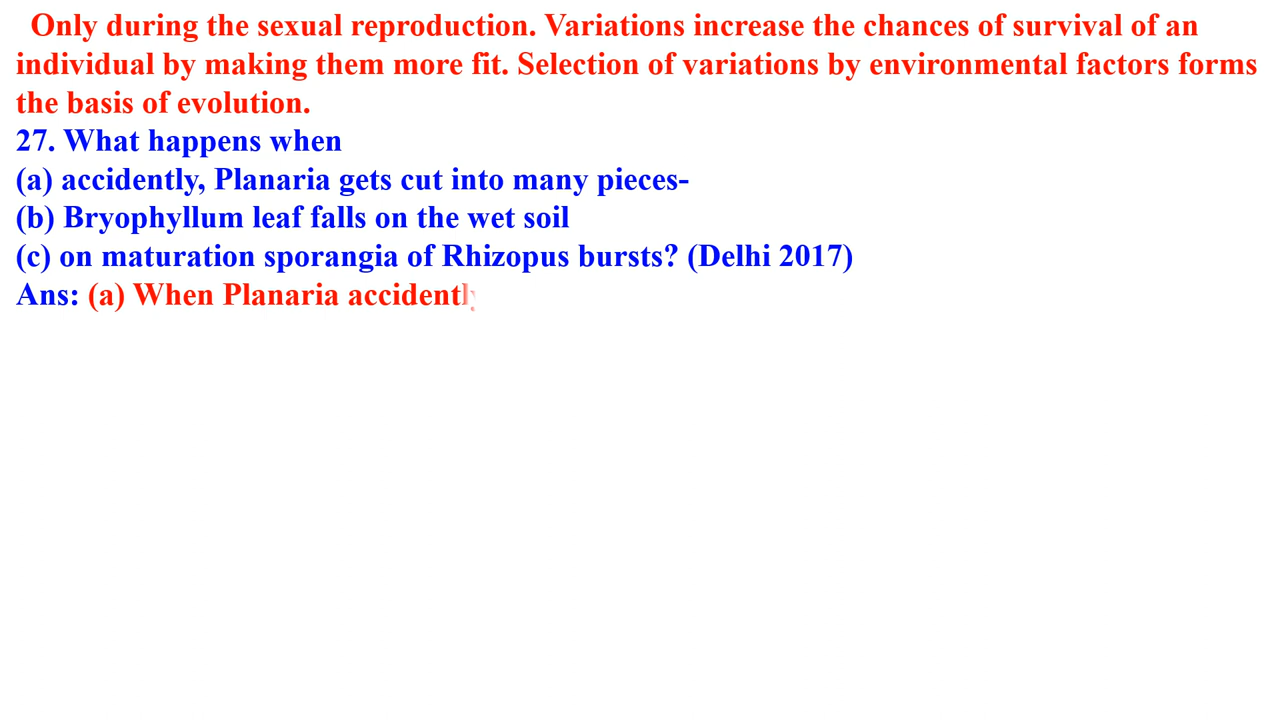 Only during the sexual reproduction. Variations increase the chances of survival of an
individual by making them more fit. Selection of variations by environmental factors forms
the basis of evolution.
27. What happens when
(a) accidently, Planaria gets cut into many pieces-
(b) Bryophyllum leaf falls on the wet soil
(c) on maturation sporangia of Rhizopus bursts? (Delhi 2017)
Ans: (a) When Planaria accidently